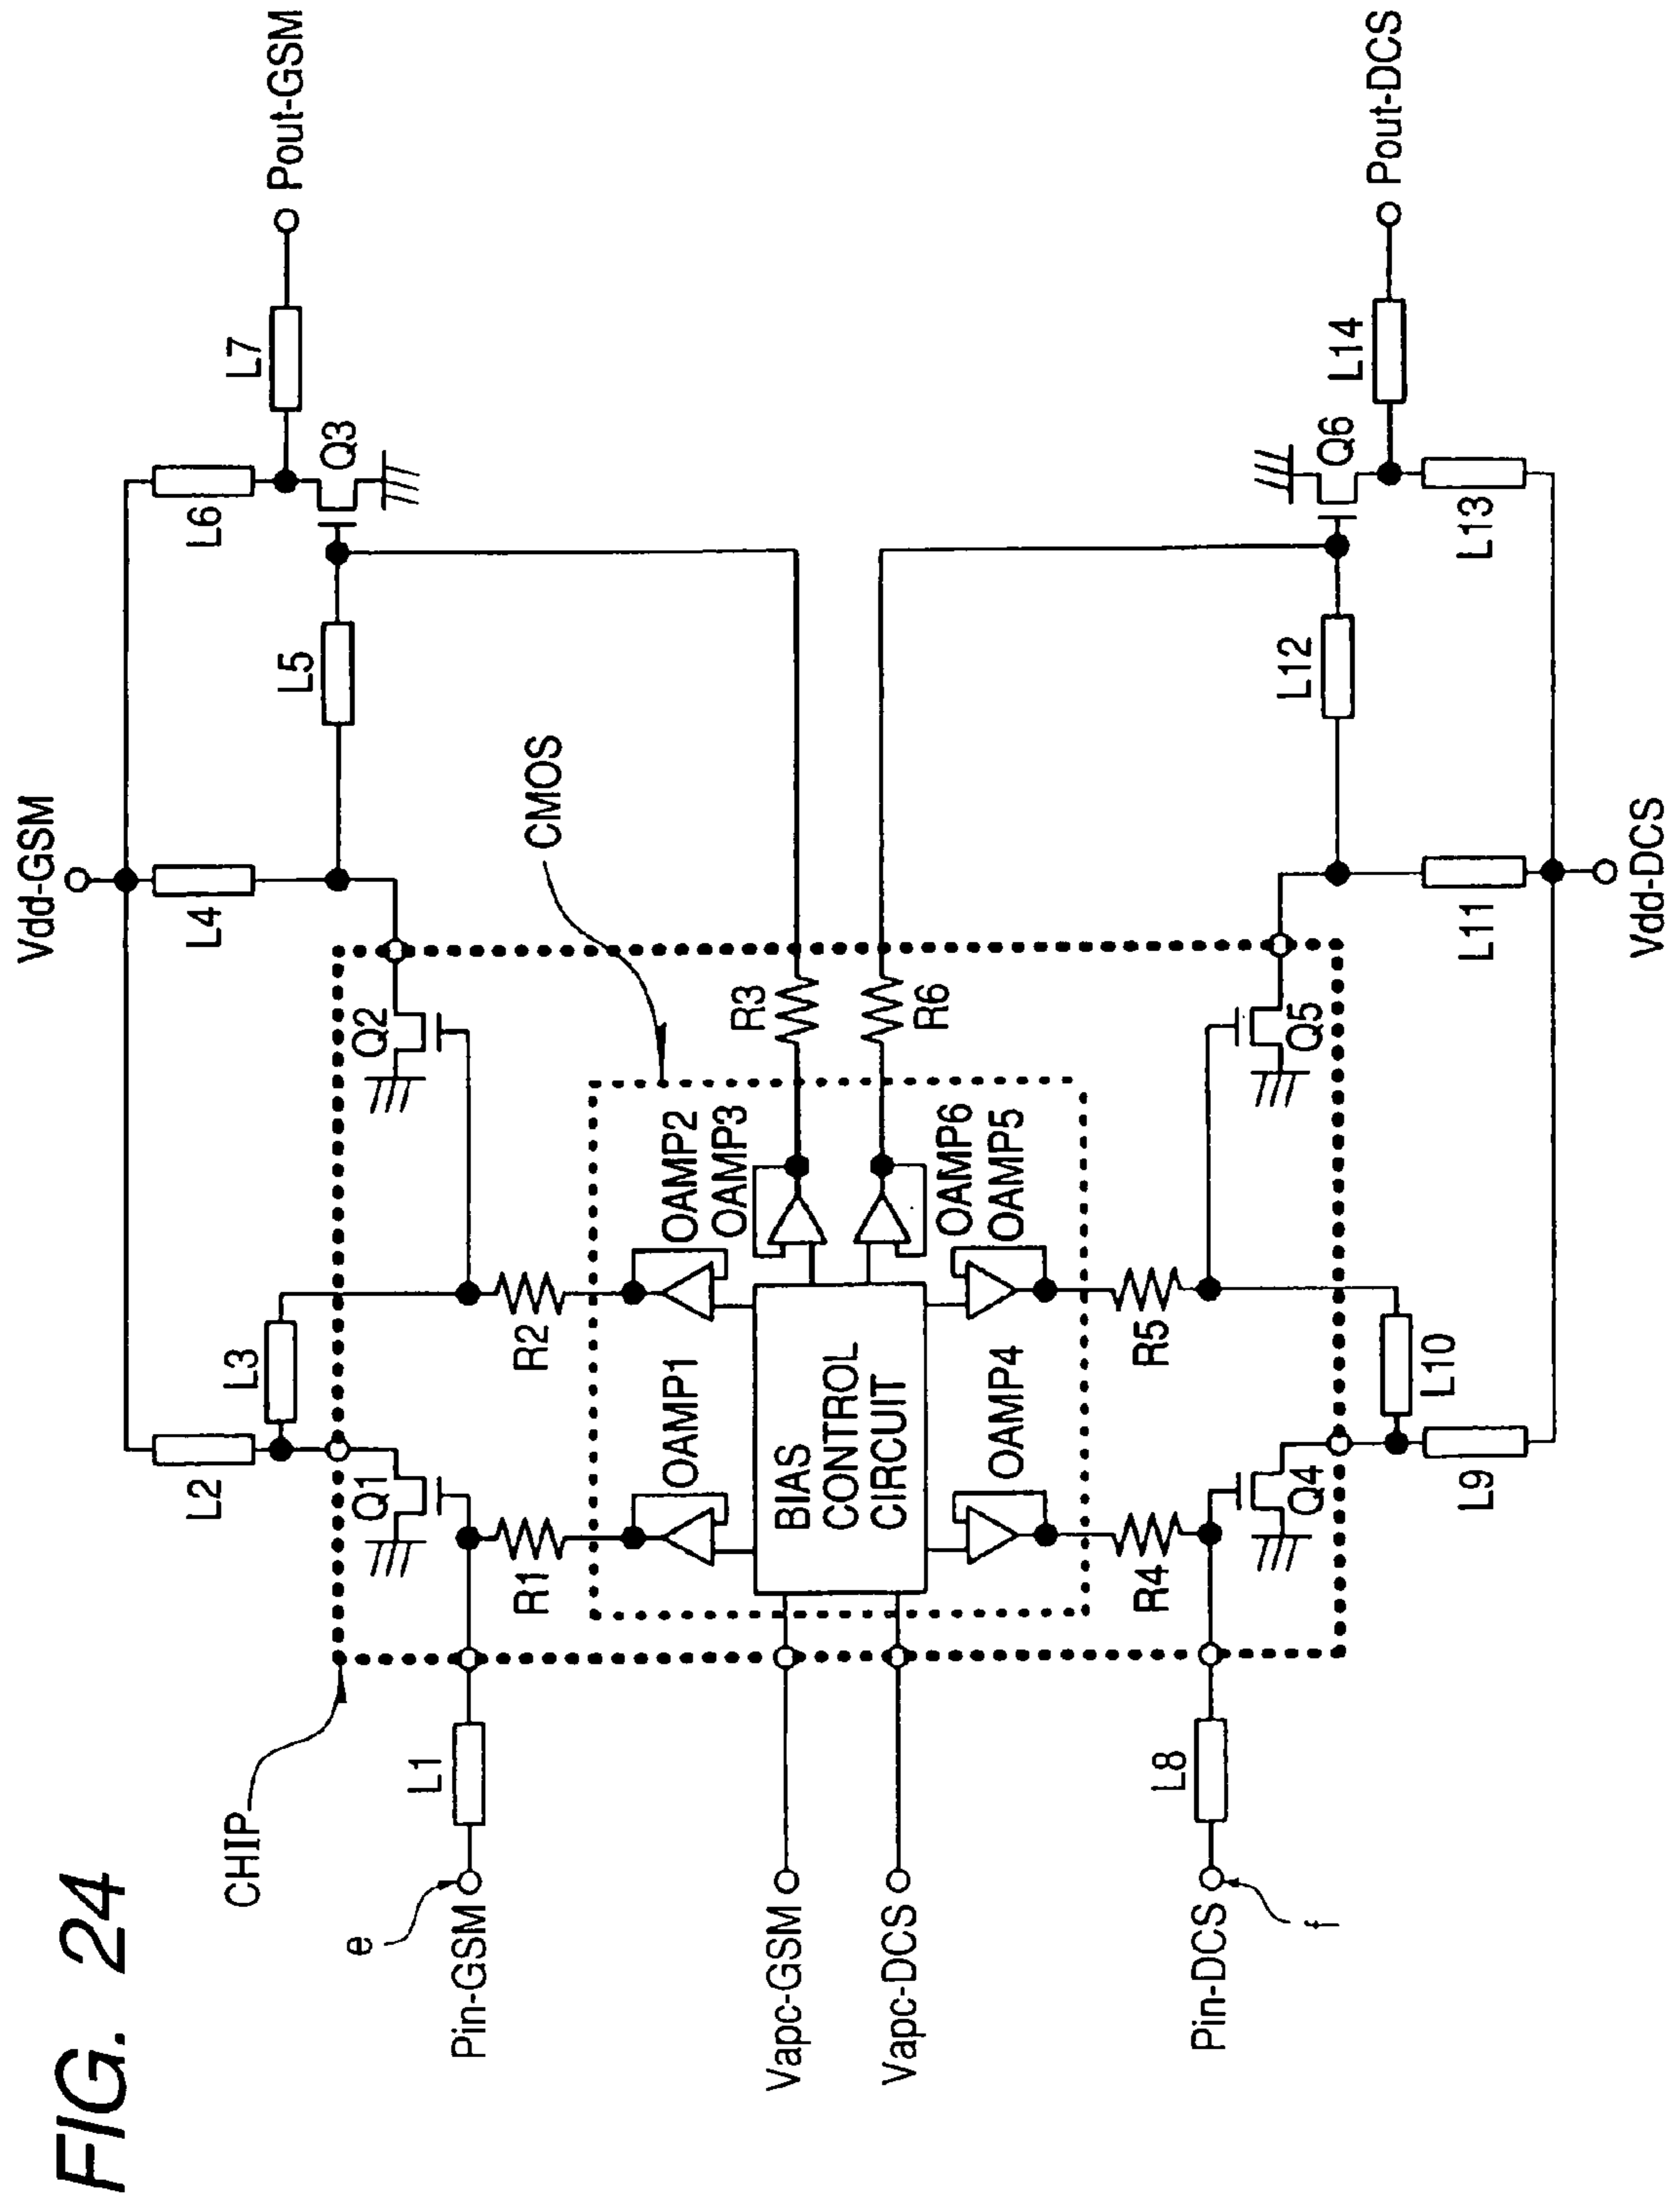 FIG. 24
Vdd-GSM
L2
L4
L6
L3
L5
L7
Pout-GSM
CHIP
Q1
Q2
Q3
e
Pin-GSM
L1
R1
R2
CMOS
OAMP1
OAMP2
OAMP3
R3
Vapc-GSM
Vapc-DCS
BIAS
CONTROL
CIRCUIT
R6
OAMP6
OAMP5
OAMP4
R4
R5
Pin-DCS
f
L8
Q4
Q5
Q6
L10
L12
L14
Pout-DCS
L9
L11
L13
Vdd-DCS